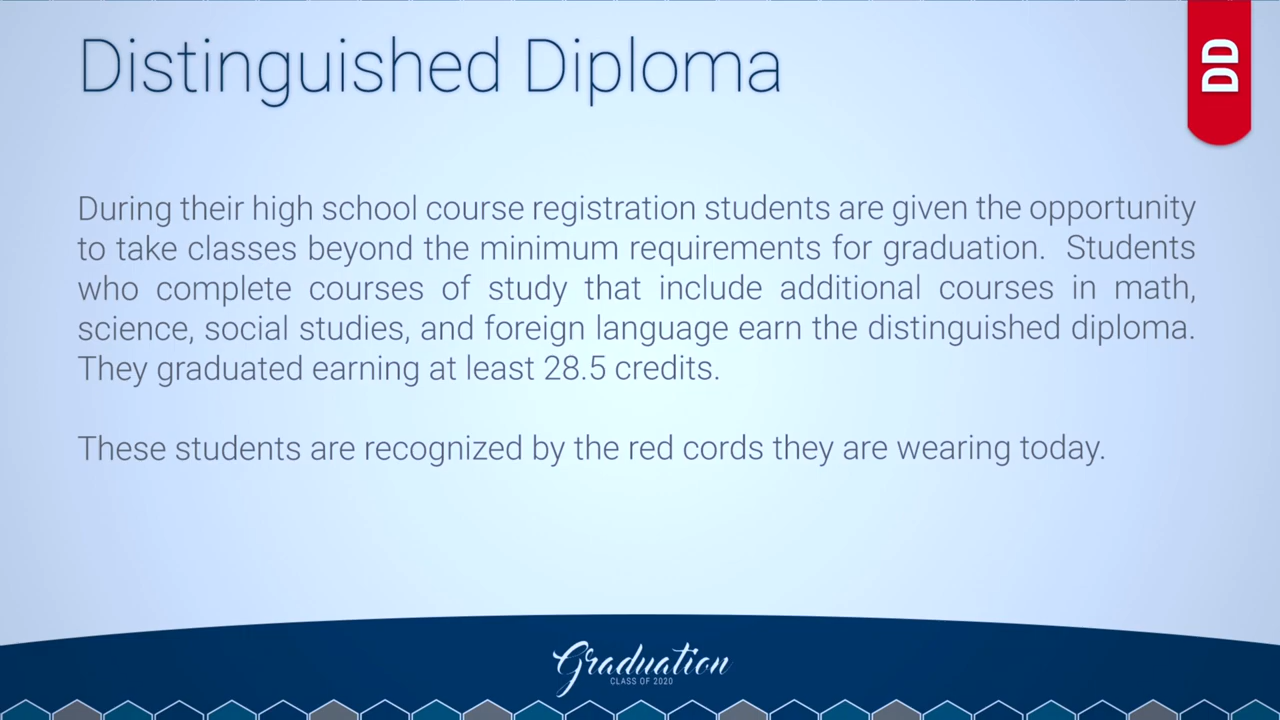 Distinguished Diploma
DD
During their high school course registration students are given the opportunity
to take classes beyond the minimum requirements for graduation.  Students
who complete courses of study that include additional courses in math,
science, social studies, and foreign language earn the distinguished diploma.
They graduated earning at least 28.5 credits.
These students are recognized by the red cords they are wearing today.
Graduation
CLASS OF 2020